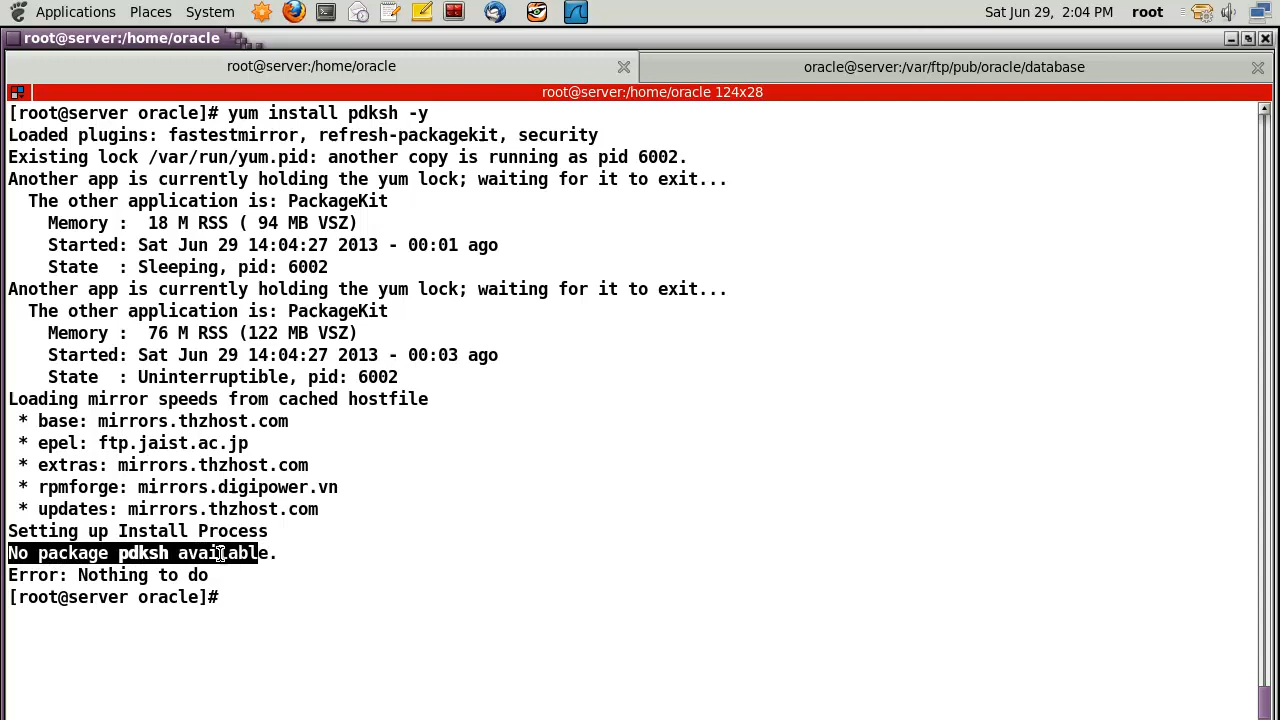 Applications Places System Sat Jun 29, 2:04 PM root
root@server:/home/oracle
root@server:/home/oracle oracle@server:/var/ftp/pub/oracle/database
root@server:/home/oracle 124x28
[root@server oracle]# yum install pdksh -y
Loaded plugins: fastestmirror, refresh-packagekit, security
Existing lock /var/run/yum.pid: another copy is running as pid 6002.
Another app is currently holding the yum lock; waiting for it to exit...
  The other application is: PackageKit
    Memory :  18 M RSS ( 94 MB VSZ)
    Started: Sat Jun 29 14:04:27 2013 - 00:01 ago
    State  : Sleeping, pid: 6002
Another app is currently holding the yum lock; waiting for it to exit...
  The other application is: PackageKit
    Memory :  76 M RSS (122 MB VSZ)
    Started: Sat Jun 29 14:04:27 2013 - 00:03 ago
    State  : Uninterruptible, pid: 6002
Loading mirror speeds from cached hostfile
 * base: mirrors.thzhost.com
 * epel: ftp.jaist.ac.jp
 * extras: mirrors.thzhost.com
 * rpmforge: mirrors.digipower.vn
 * updates: mirrors.thzhost.com
Setting up Install Process
No package pdksh available.
Error: Nothing to do
[root@server oracle]#